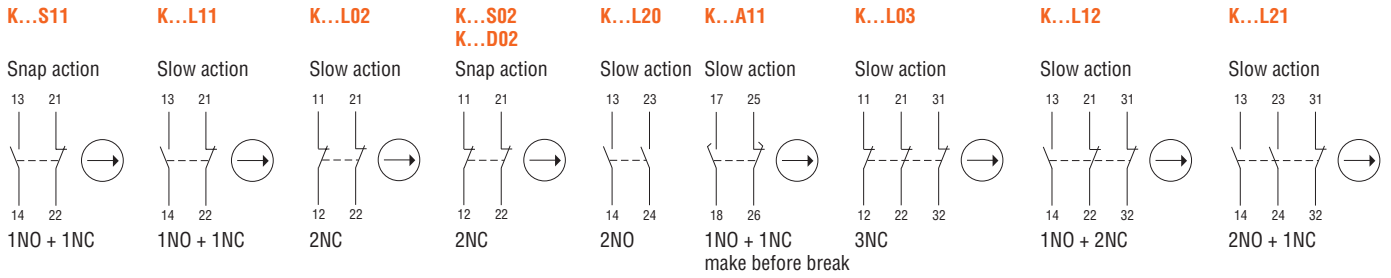 K...S11
Snap action
13 21
14 22
1NO + 1NC
K...L11
Slow action
13 21
14 22
1NO + 1NC
K...L02
Slow action
11 21
12 22
2NC
K...S02
K...D02
Snap action
11 21
12 22
2NC
K...L20
Slow action
13 23
14 24
2NO
K...A11
Slow action
17 25
18 26
1NO + 1NC
make before break
K...L03
Slow action
11 21 31
12 22 32
3NC
K...L12
Slow action
13 21 31
14 22 32
1NO + 2NC
K...L21
Slow action
13 23 31
14 24 32
2NO + 1NC